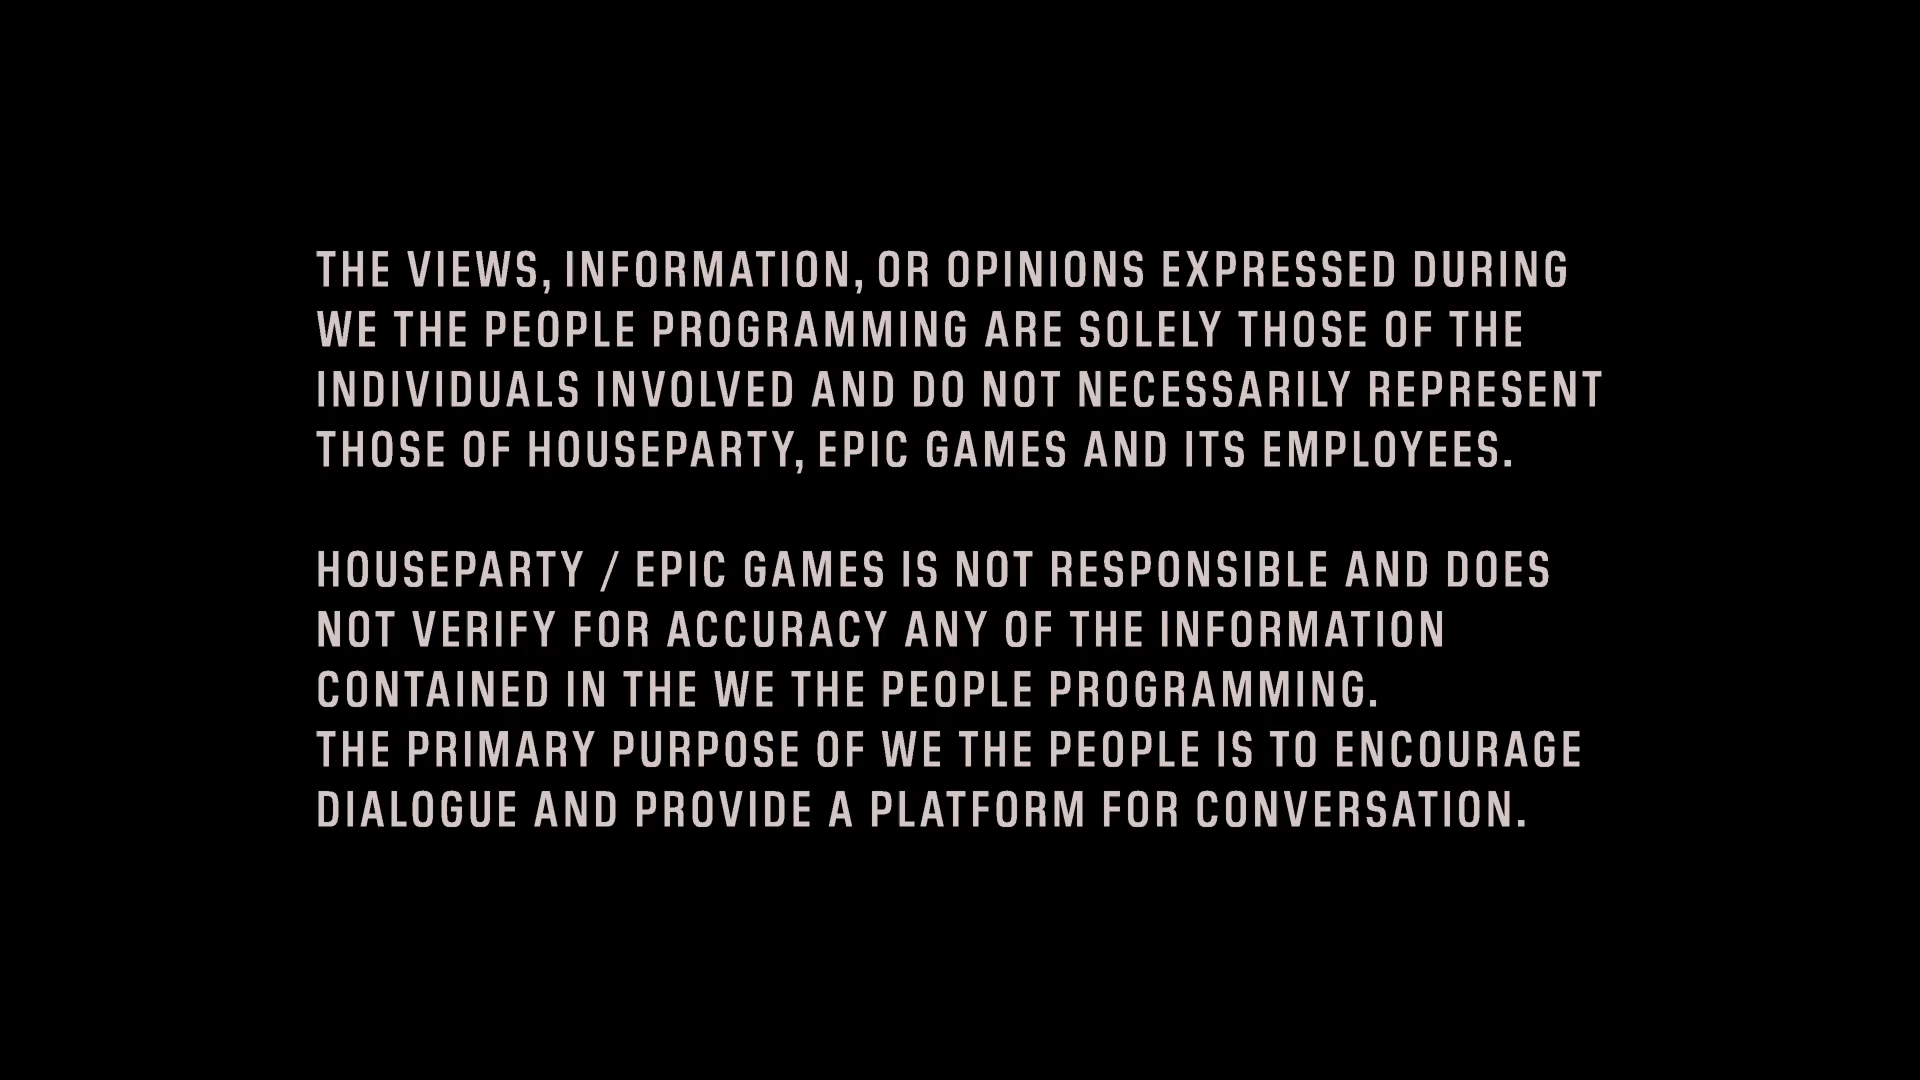 THE VIEWS, INFORMATION, OR OPINIONS EXPRESSED DURING
WE THE PEOPLE PROGRAMMING ARE SOLELY THOSE OF THE
INDIVIDUALS INVOLVED AND DO NOT NECESSARILY REPRESENT
THOSE OF HOUSEPARTY, EPIC GAMES AND ITS EMPLOYEES.
HOUSEPARTY / EPIC GAMES IS NOT RESPONSIBLE AND DOES
NOT VERIFY FOR ACCURACY ANY OF THE INFORMATION
CONTAINED IN THE WE THE PEOPLE PROGRAMMING.
THE PRIMARY PURPOSE OF WE THE PEOPLE IS TO ENCOURAGE
DIALOGUE AND PROVIDE A PLATFORM FOR CONVERSATION.